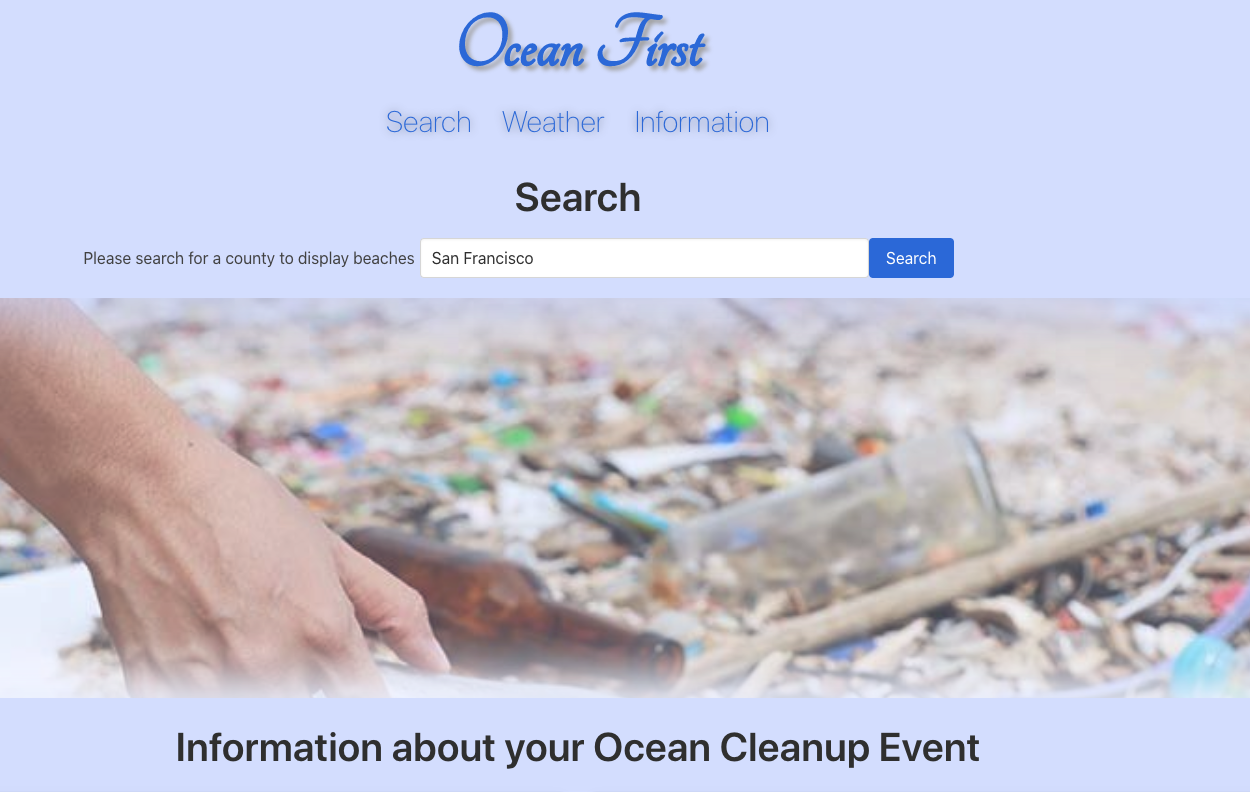 Ocean First
Search Weather Information
Search
Please search for a county to display beaches San Francisco Search
Information about your Ocean Cleanup Event